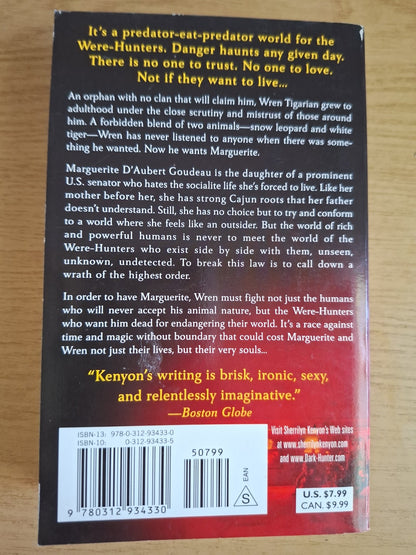 It's a predator-eat-predator world for the
Were-Hunters. Danger haunts any given day.
There is no one to trust. No one to love.
Not if they want to live...
An orphan with no clan that will claim him, Wren Tigarian grew to
adulthood under the close scrutiny and mistrust of those around
him. A forbidden blend of two animals—snow leopard and white
tiger—Wren has never listened to anyone when there was some-
thing he wanted. Now he wants Marguerite.
Marguerite D'Aubert Goudeau is the daughter of a prominent
U.S. senator who hates the socialite life she's forced to live. Like her
mother before her, she has strong Cajun roots that her father
doesn't understand. Still, she has no choice but to try and conform
to a world where she feels like an outsider. But the world of rich
and powerful humans is never to meet the world of the
Were-Hunters who exist side by side with them, unseen,
unknown, undetected. To break this law is to call down a
wrath of the highest order.
In order to have Marguerite, Wren must fight not just the humans
who will never accept his animal nature, but the Were-Hunters
who want him dead for endangering their world. It's a race against
time and magic without boundary that could cost Marguerite and
Wren not just their lives, but their very souls...
"Kenyon's writing is brisk, ironic, sexy,
and relentlessly imaginative."
—Boston Globe
Visit Sherrilyn Kenyon's Web sites
at www.sherrilynkenyon.com
and www.Dark-Hunter.com
ISBN-13: 978-0-312-93433-0
ISBN-10: 0-312-93433-5
50799
9 780312 934330
EAN
S
U.S. $7.99
CAN. $9.99